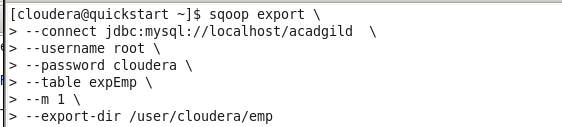 [cloudera@quickstart ~]$ sqoop export \
> --connect jdbc:mysql://localhost/acadgild  \
> --username root \
> --password cloudera \
> --table expEmp \
> --m 1 \
> --export-dir /user/cloudera/emp